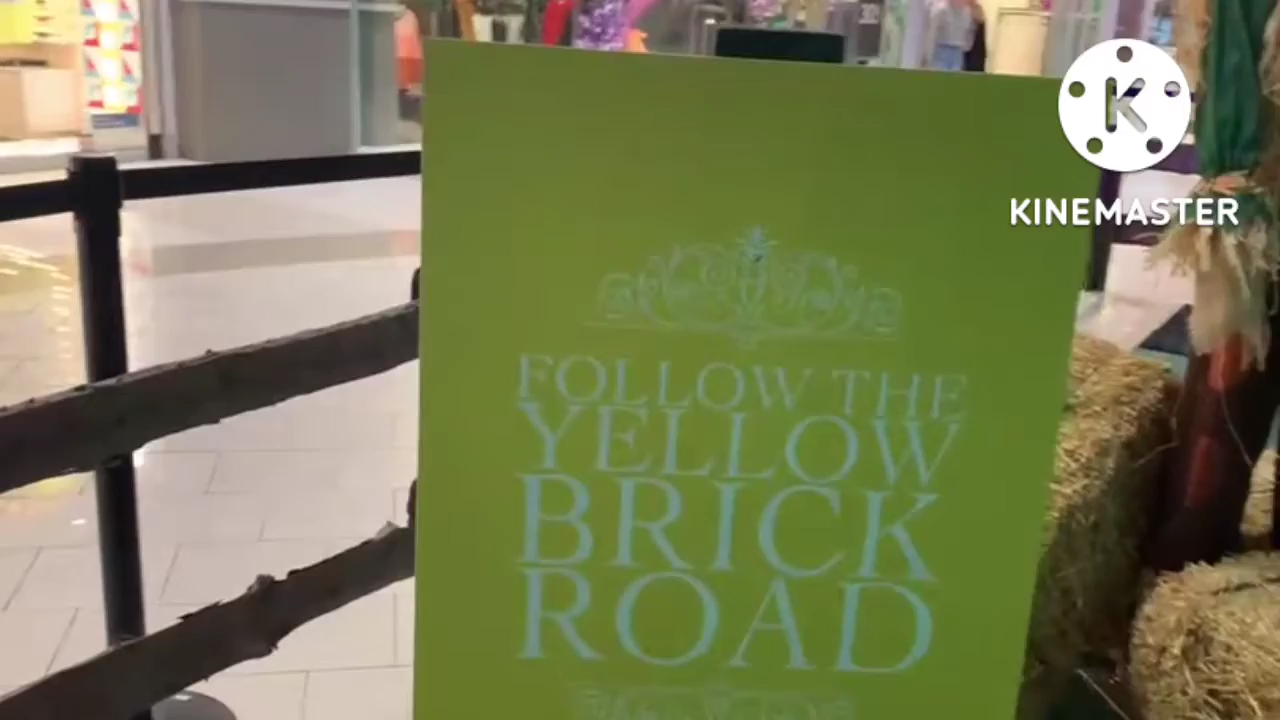 K
KINEMASTER
FOLLOW THE
YELLOW
BRICK
ROAD